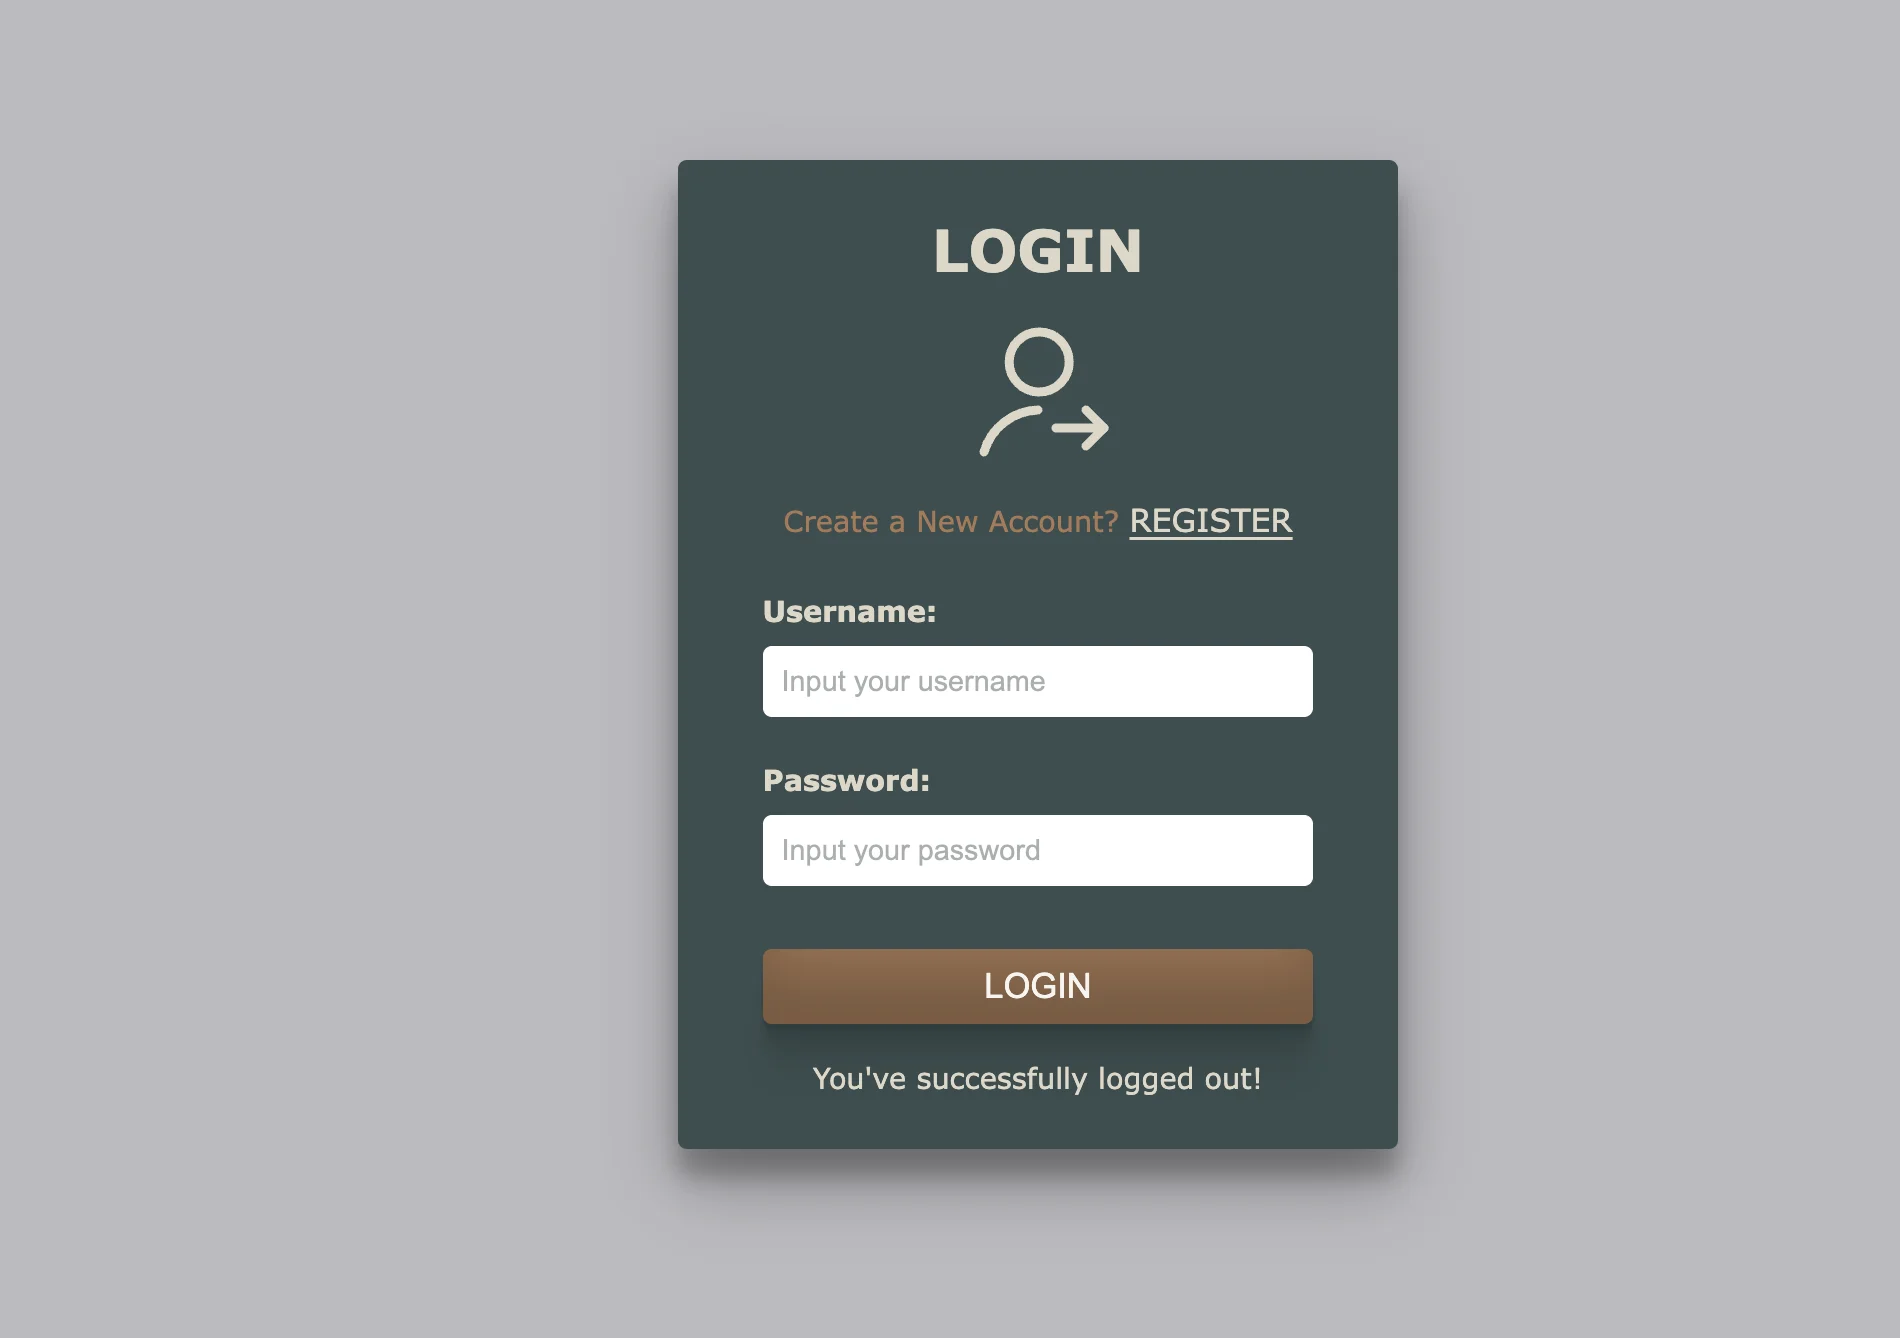 LOGIN
Create a New Account? REGISTER
Username:
Input your username
Password:
Input your password
LOGIN
You've successfully logged out!